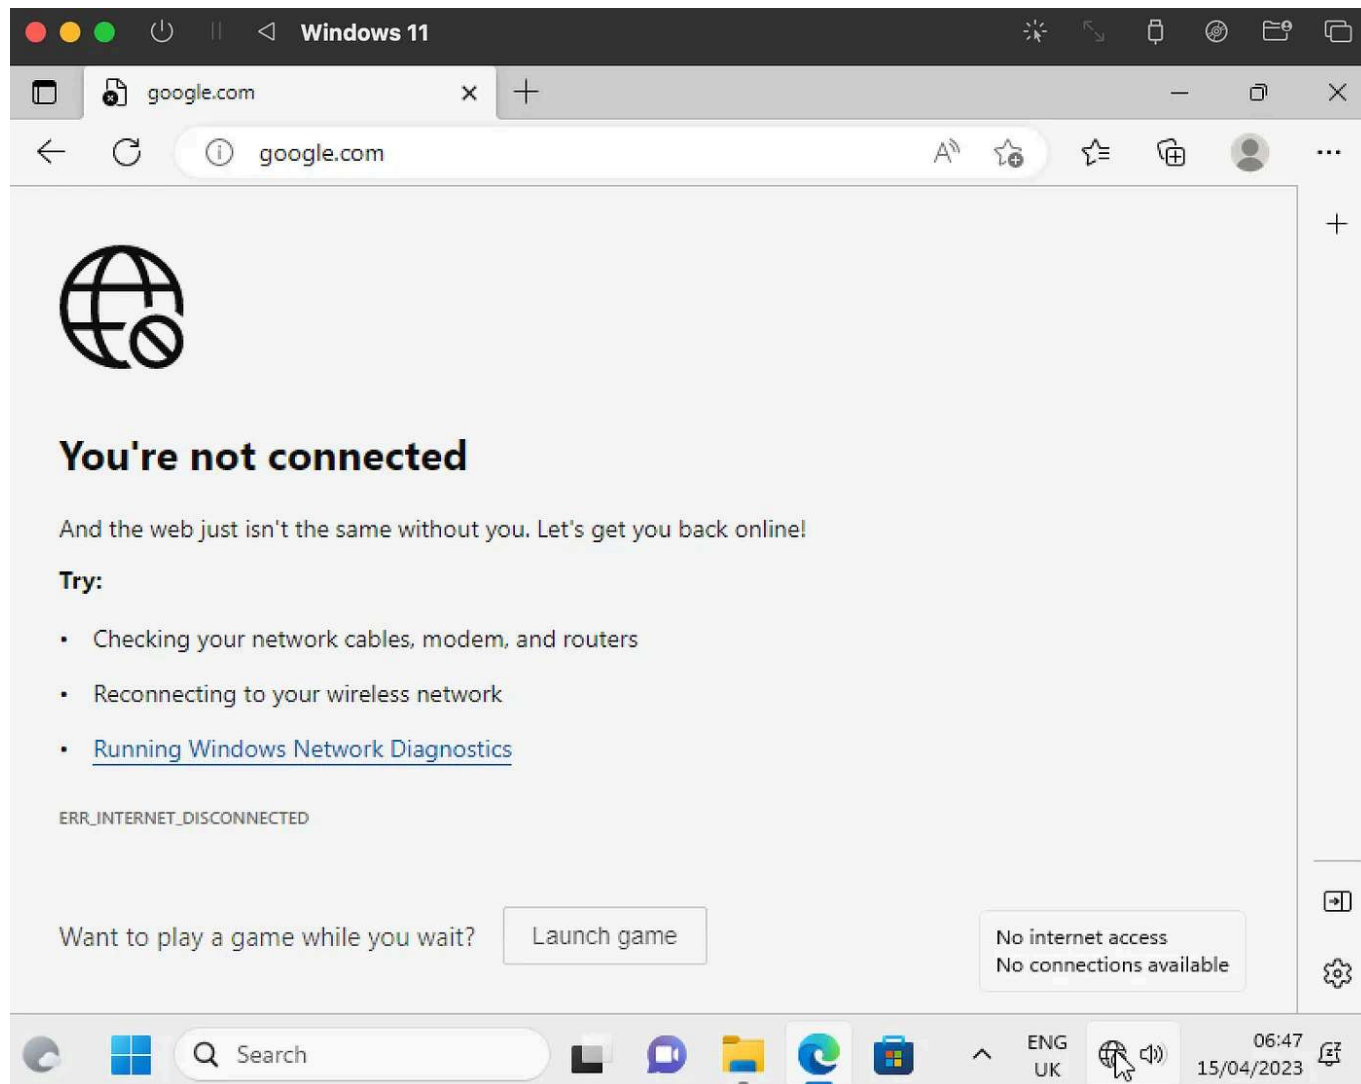 Windows 11
google.com
google.com
You're not connected
And the web just isn't the same without you. Let's get you back online!
Try:
• Checking your network cables, modem, and routers
• Reconnecting to your wireless network
• Running Windows Network Diagnostics
ERR_INTERNET_DISCONNECTED
Want to play a game while you wait?
Launch game
No internet access
No connections available
Search
ENG
UK
06:47
15/04/2023